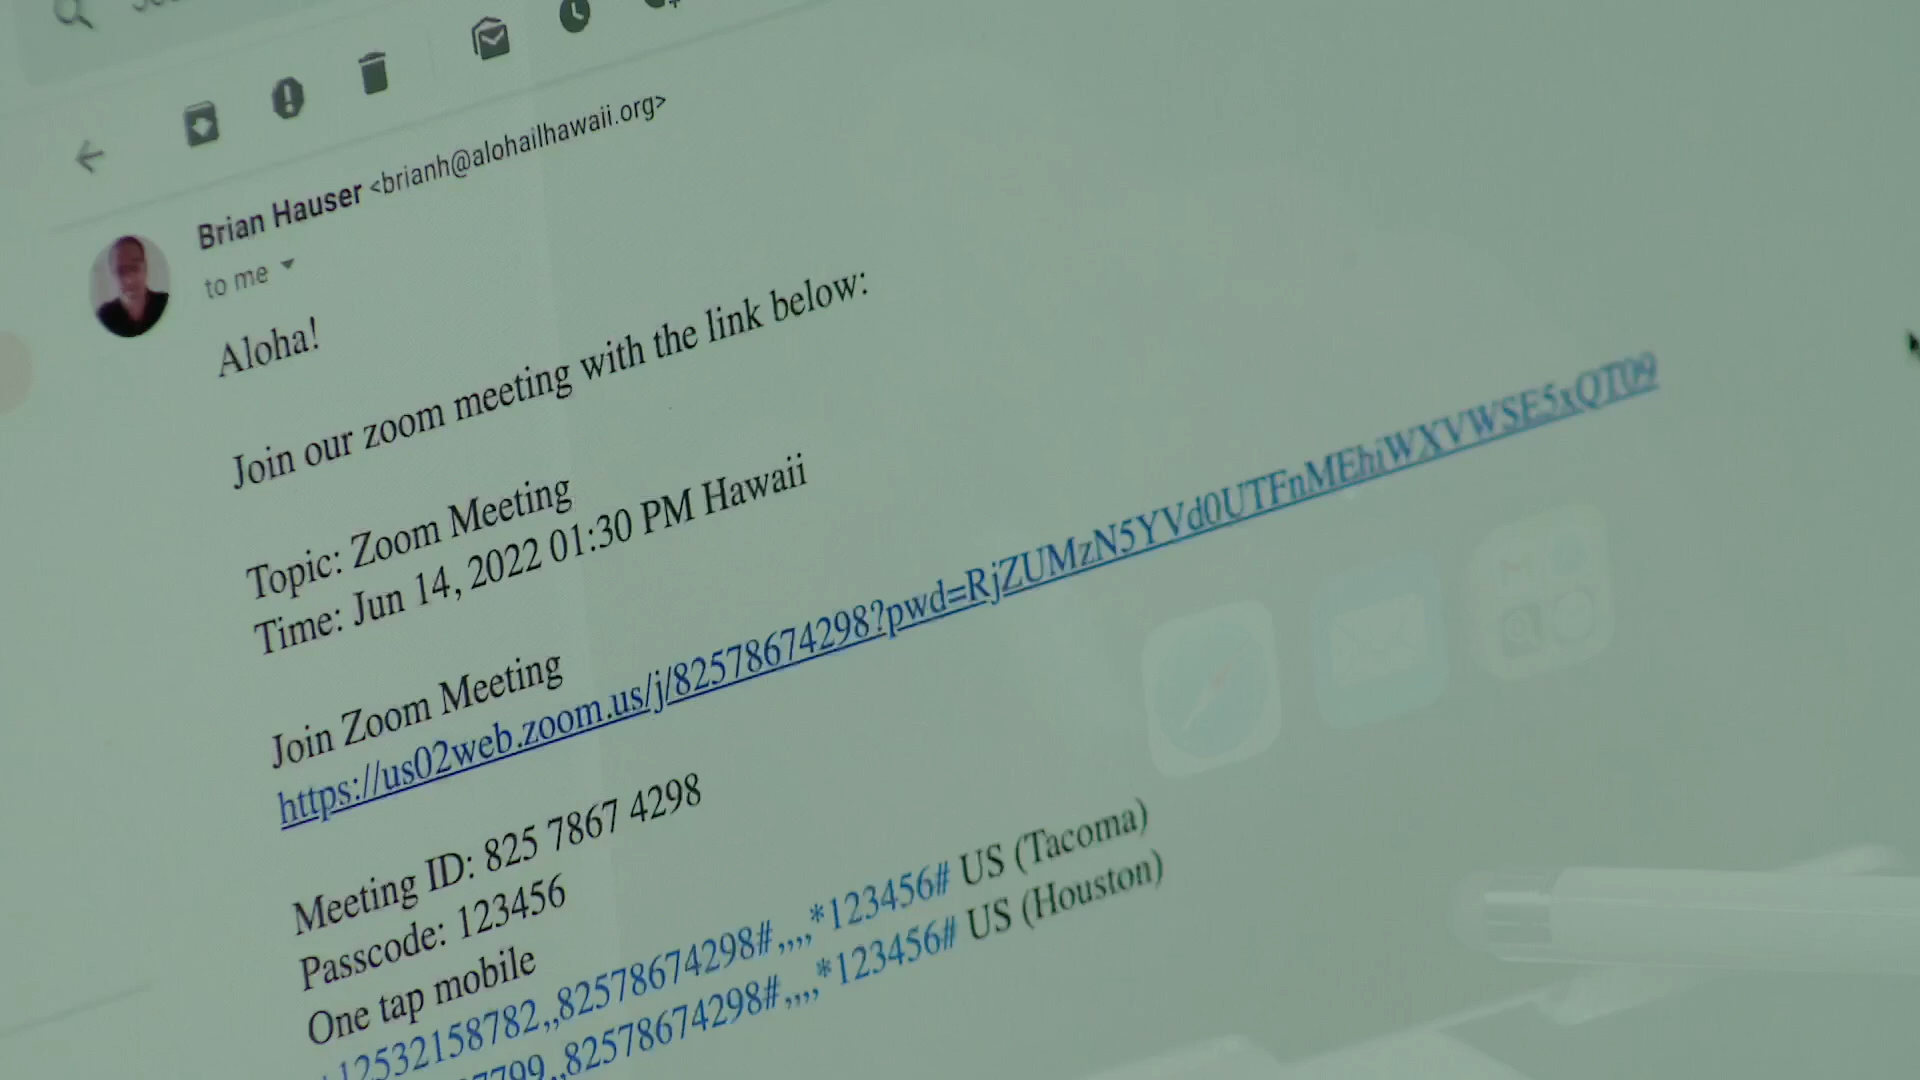 Brian Hauser <brianh@alohailhawaii.org>
to me
Aloha!
Join our zoom meeting with the link below:
Topic: Zoom Meeting
Time: Jun 14, 2022 01:30 PM Hawaii
Join Zoom Meeting
https://us02web.zoom.us/j/82578674298?pwd=RjZUMzN5YVd0UTFnMEhiWXVWSE5xQT09
Meeting ID: 825 7867 4298
Passcode: 123456
One tap mobile
+12532158782,,82578674298#,,,,*123456# US (Tacoma)
7799,,82578674298#,,,,*123456# US (Houston)